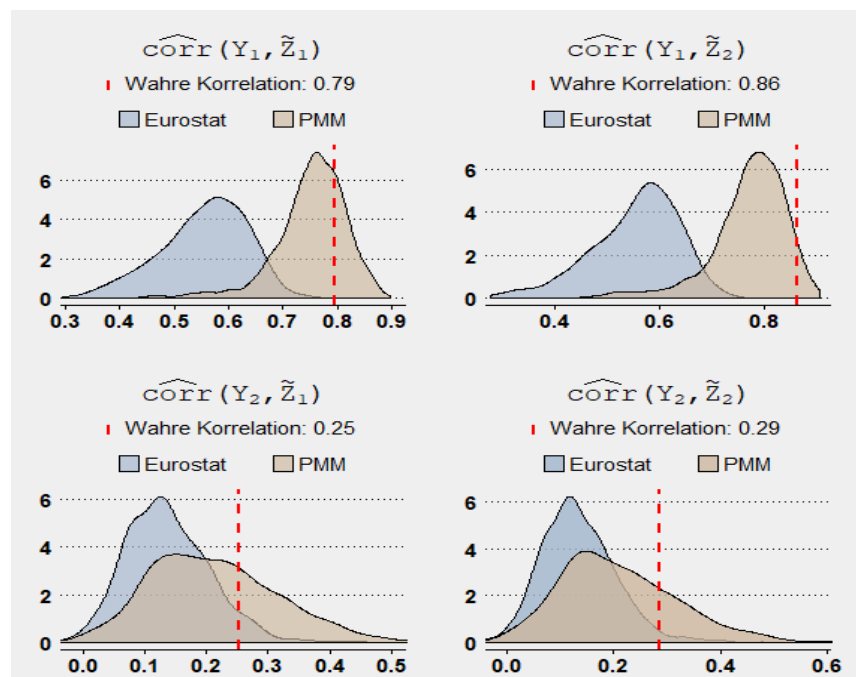 corr(Y₁, Z̃₁)
Wahre Korrelation: 0.79
Eurostat PMM
6
4
2
0
0.3 0.4 0.5 0.6 0.7 0.8 0.9
corr(Y₁, Z̃₂)
Wahre Korrelation: 0.86
Eurostat PMM
6
4
2
0
0.4 0.6 0.8
corr(Y₂, Z̃₁)
Wahre Korrelation: 0.25
Eurostat PMM
6
4
2
0
0.0 0.1 0.2 0.3 0.4 0.5
corr(Y₂, Z̃₂)
Wahre Korrelation: 0.29
Eurostat PMM
6
4
2
0
0.0 0.2 0.4 0.6